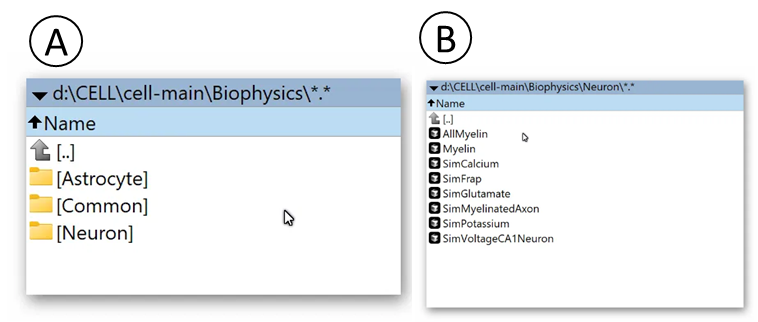 A
d:\CELL\cell-main\Biophysics\*.*
Name
[..]
[Astrocyte]
[Common]
[Neuron]
B
d:\CELL\cell-main\Biophysics\Neuron\*.*
Name
[..]
AllMyelin
Myelin
SimCalcium
SimFrap
SimGlutamate
SimMyelinatedAxon
SimPotassium
SimVoltageCA1Neuron